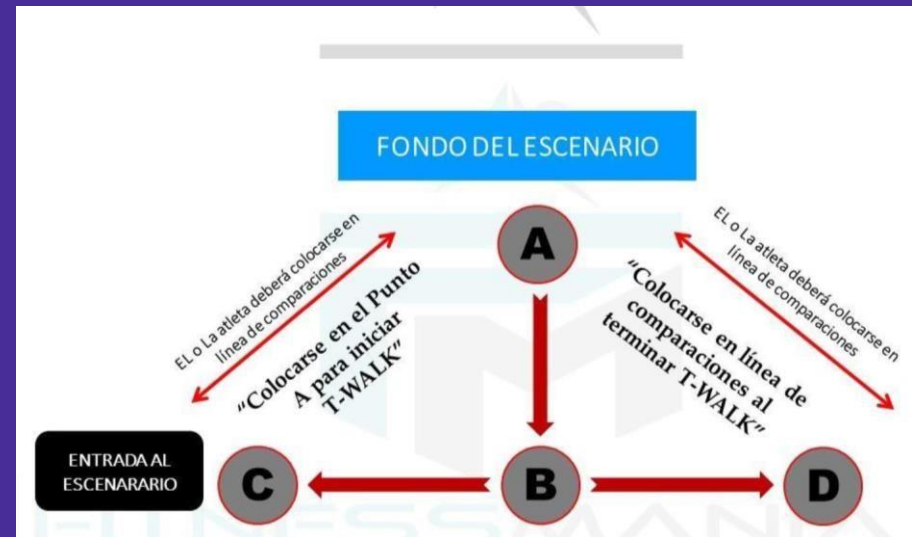 FONDO DEL ESCENARIO
A
EL o La atleta deberá colocarse en
línea de comparaciones
"Colocarse en el Punto
A para iniciar
T-WALK"
EL o La atleta deberá colocarse en
línea de comparaciones
"Colocarse en línea de
comparaciones al
terminar T-WALK"
ENTRADA AL
ESCENARARIO
C
B
D
FITNESSMANIA